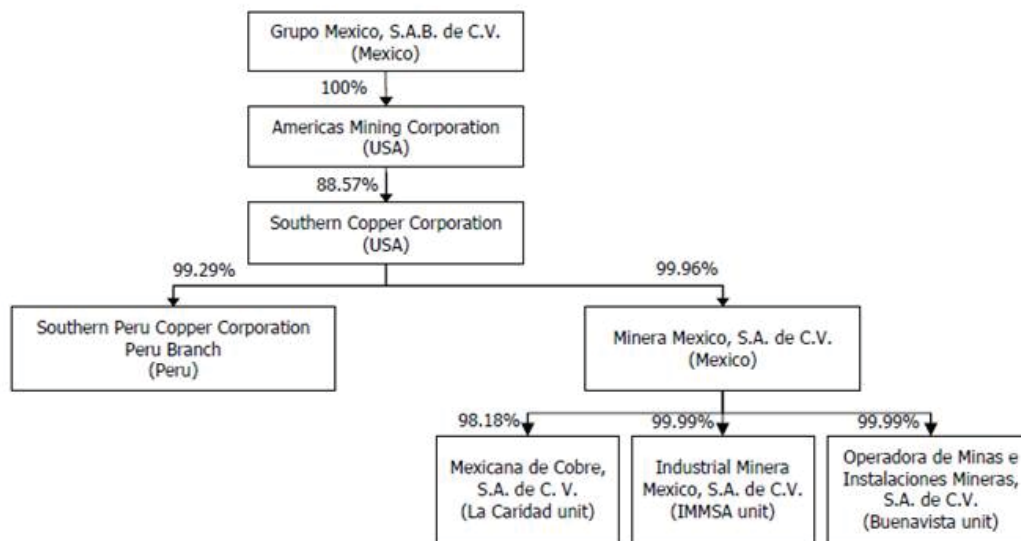 Grupo Mexico, S.A.B. de C.V.
(Mexico)
100%
Americas Mining Corporation
(USA)
88.57%
Southern Copper Corporation
(USA)
99.29%
99.96%
Southern Peru Copper Corporation
Peru Branch
(Peru)
Minera Mexico, S.A. de C.V.
(Mexico)
98.18%
99.99%
99.99%
Mexicana de Cobre,
S.A. de C. V.
(La Caridad unit)
Industrial Minera
Mexico, S.A. de C.V.
(IMMSA unit)
Operadora de Minas e
Instalaciones Mineras,
S.A. de C.V.
(Buenavista unit)